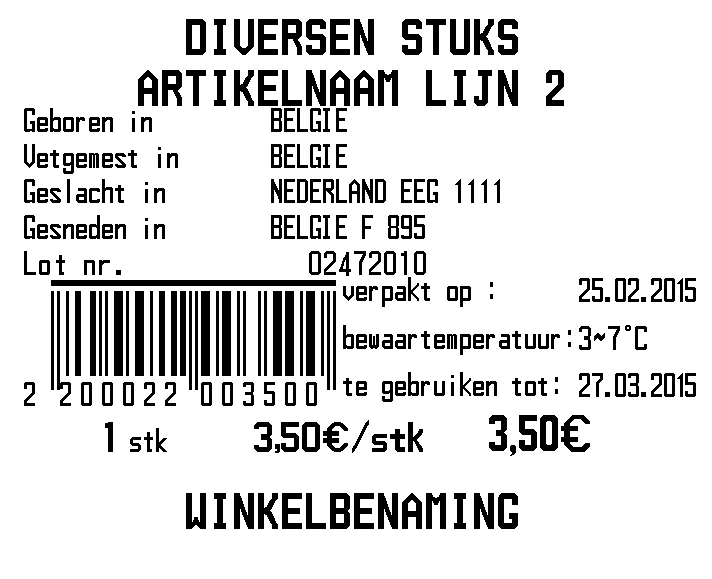 DIVERSEN STUKS
ARTIKELNAAM LIJN 2
Geboren in BELGIE
Vetgemest in BELGIE
Geslacht in NEDERLAND EEG 1111
Gesneden in BELGIE F 895
Lot nr. 02472010
verpakt op : 25.02.2015
bewaartemperatuur:3~7°C
te gebruiken tot: 27.03.2015
2 200022 003500
1 stk 3,50€/stk 3,50€
WINKELBENAMING